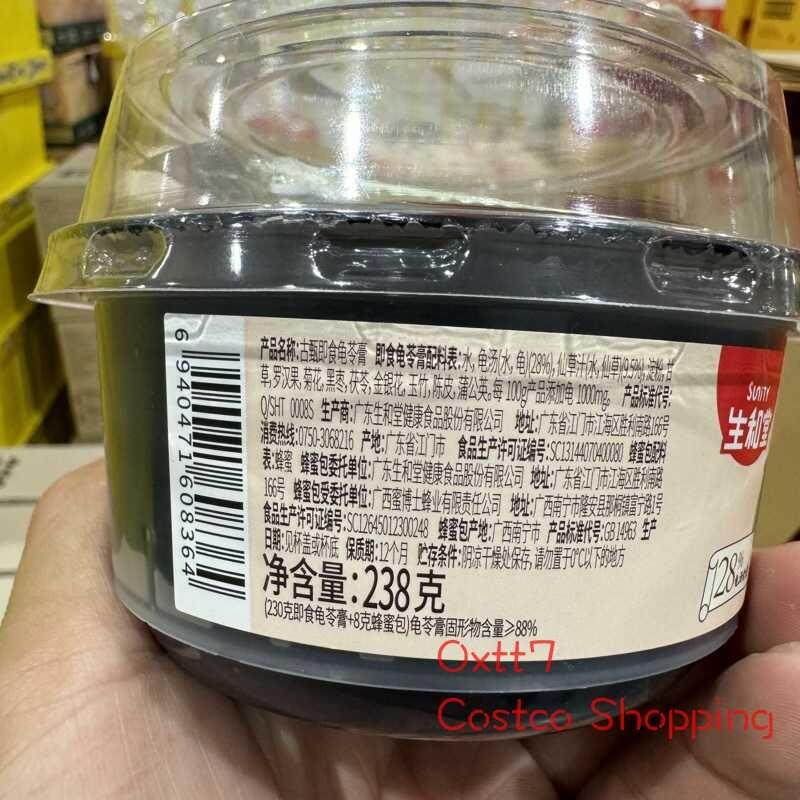 产品名称:古甄即食龟苓膏 即食龟苓膏配料表:水,龟汤(水,龟)(28%),仙草汁(水,仙草)(9.5%),淀粉,甘
草,罗汉果,菊花,黑枣,茯苓,金银花,玉竹,陈皮,蒲公英。每100g产品添加龟1000mg。 产品标准代号:
Q/SHT 0008S 生产商:广东生和堂健康食品股份有限公司 地址:广东省江门市江海区胜利南路166号
消费热线:0750-3068216 产地:广东省江门市 食品生产许可证编号:SC13144070400080 蜂蜜包配料
表:蜂蜜 蜂蜜包委托单位:广东生和堂健康食品股份有限公司 地址:广东省江门市江海区胜利南路
166号 蜂蜜包受委托单位:广西蜜博士蜂业有限责任公司 地址:广西南宁市隆安县那桐镇富宁路1号
食品生产许可证编号:SC12645012300248 蜂蜜包产地:广西南宁市 产品标准代号:GB 14963 生产
日期:见杯盖或杯底 保质期:12个月 贮存条件:阴凉干燥处保存,请勿置于0°C以下的地方
净含量:238克
(230克即食龟苓膏+8克蜂蜜包)龟苓膏固形物含量≥88%
6 940471 608364
SUNITY
生和堂
28%
Oxtt7
Costco Shopping